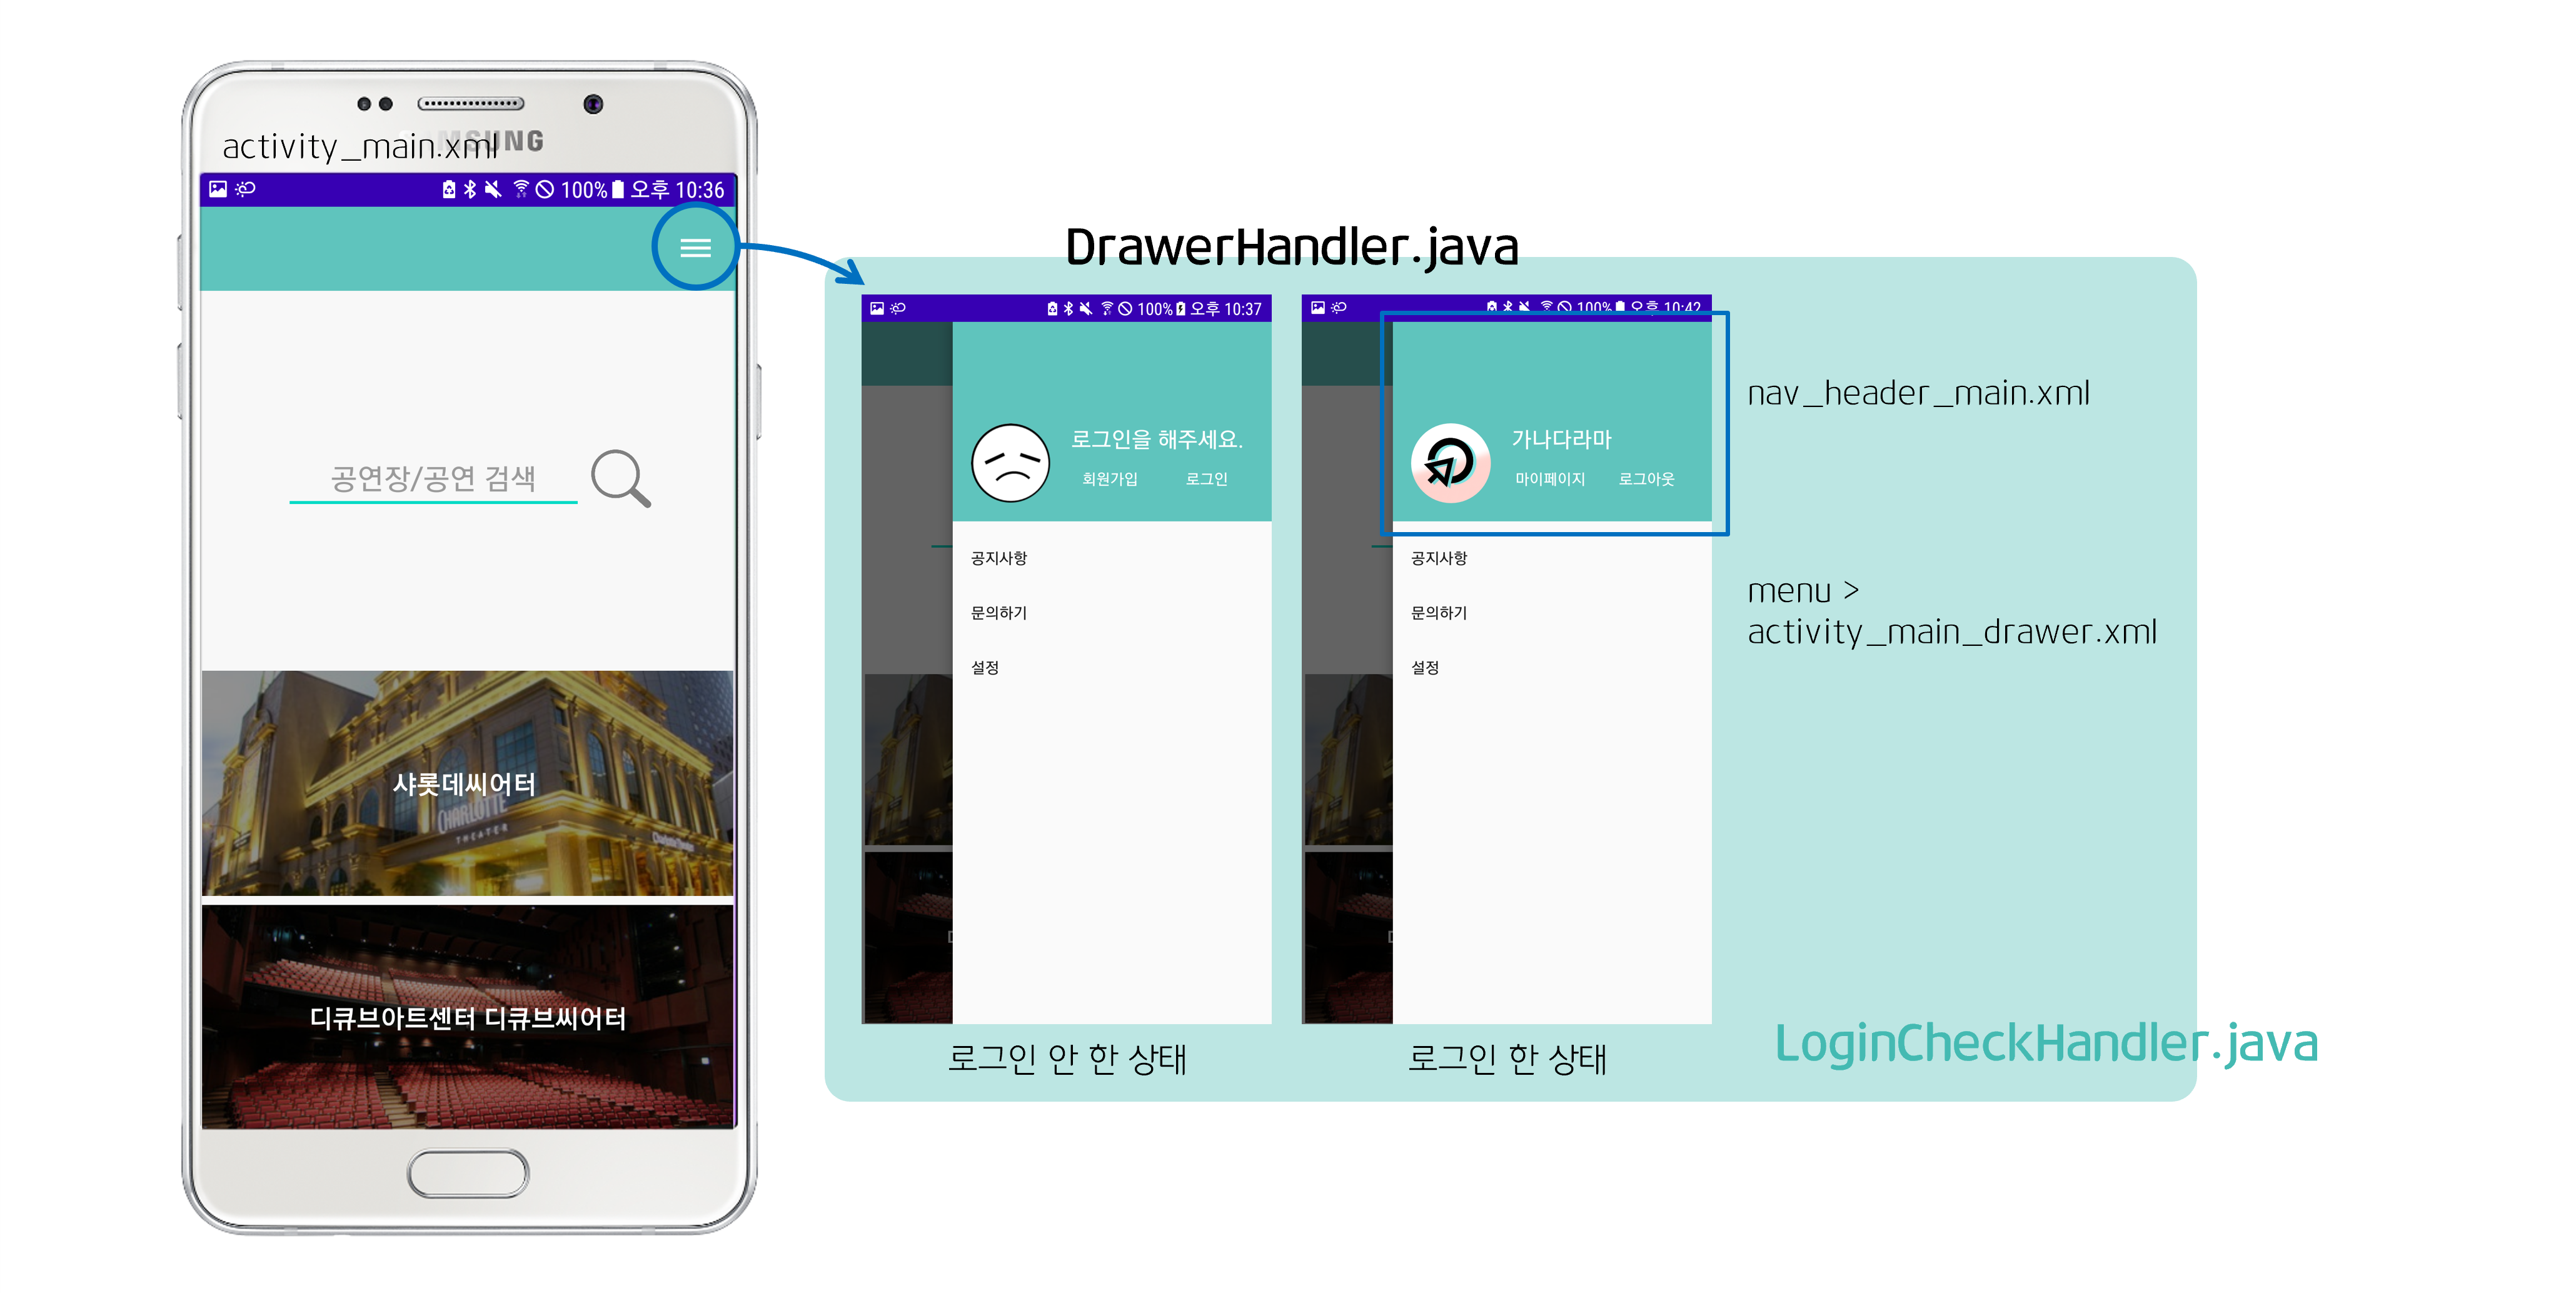 SAMSUNG
activity_main.xml
100% 오후 10:36
공연장/공연 검색
샤롯데씨어터
CHARLOTTE
THEATER
Charlotte Theater
디큐브아트센터 디큐브씨어터
DrawerHandler.java
100% 오후 10:37
로그인을 해주세요.
회원가입 로그인
공지사항
문의하기
설정
로그인 안 한 상태
100% 오후 10:42
가나다라마
마이페이지 로그아웃
공지사항
문의하기
설정
로그인 한 상태
nav_header_main.xml
menu >
activity_main_drawer.xml
LoginCheckHandler.java